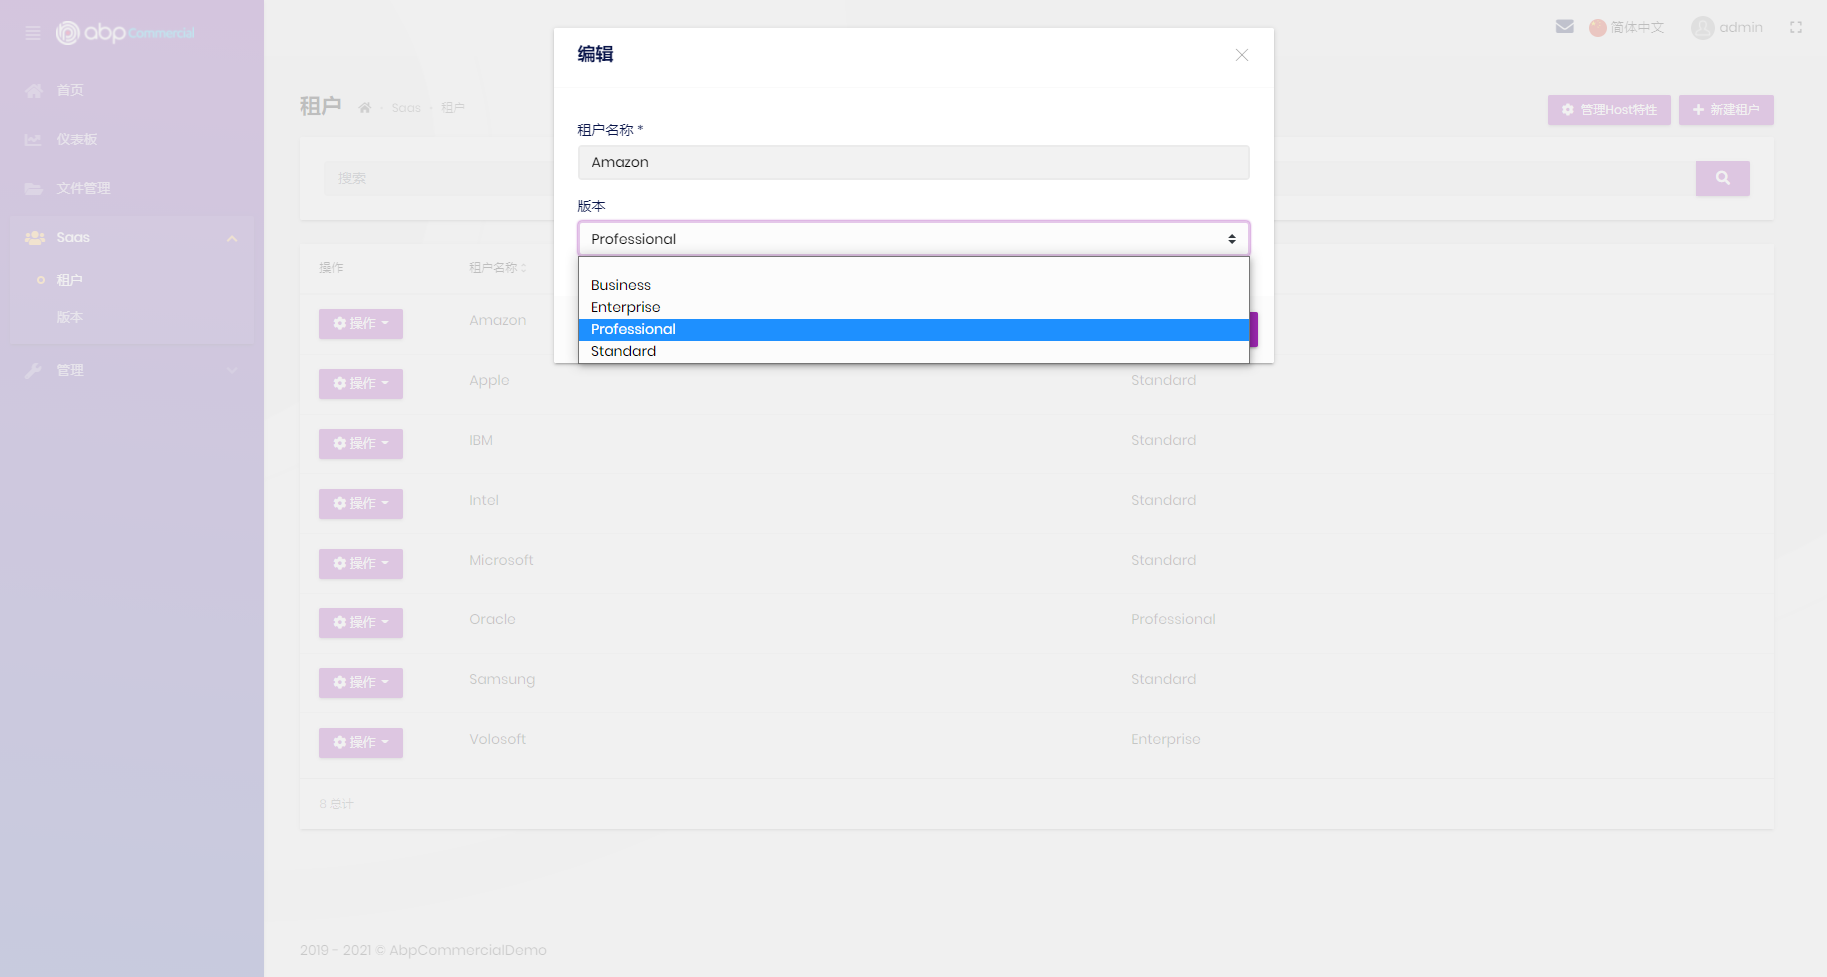 abp Commercial
首页
仪表板
文件管理
Saas
租户
版本
管理
简体中文
admin
租户
Saas
租户
管理Host特性
新建租户
搜索
操作
租户名称
操作 Amazon
操作 Apple Standard
操作 IBM Standard
操作 Intel Standard
操作 Microsoft Standard
操作 Oracle Professional
操作 Samsung Standard
操作 Volosoft Enterprise
8 总计
2019 - 2021 © AbpCommercialDemo
编辑
租户名称 *
Amazon
版本
Professional
Business
Enterprise
Professional
Standard